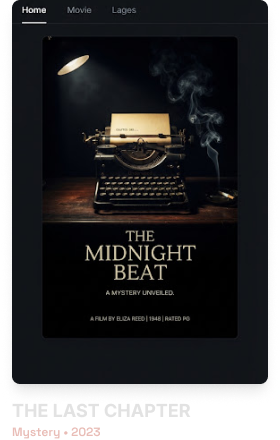 Home Movie Lages
THE
MIDNIGHT
BEAT
A MYSTERY UNVEILED.
A FILM BY ELIZA REED | 1948 | RATED PG
THE LAST CHAPTER
Mystery • 2023